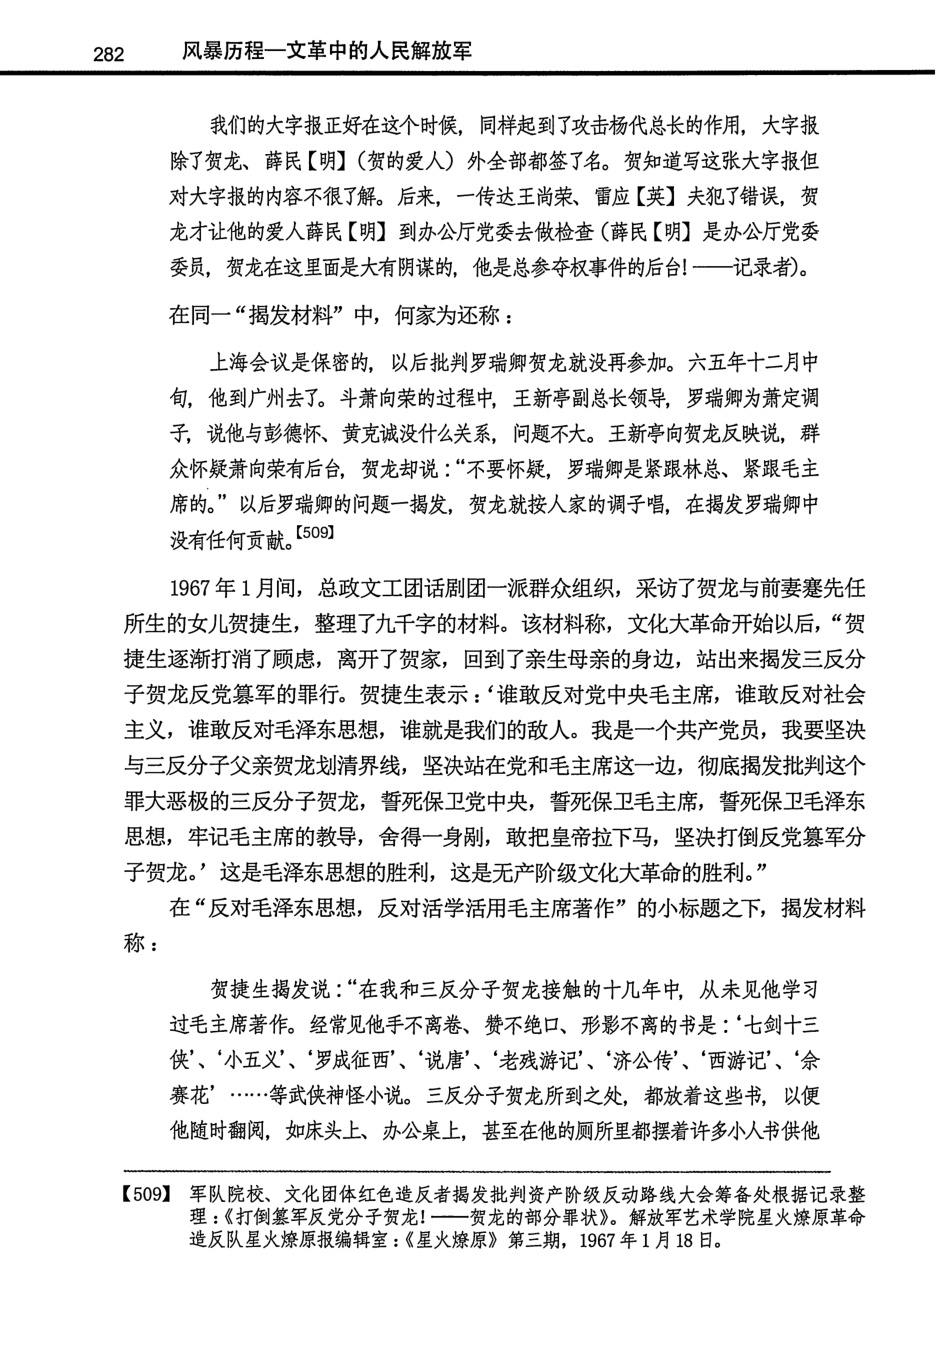 282 风暴历程—文革中的人民解放军
我们的大字报正好在这个时候，同样起到了攻击杨代总长的作用，大字报
除了贺龙、薛民【明】（贺的爱人）外全部都签了名。贺知道写这张大字报但
对大字报的内容不很了解。后来，一传达王尚荣、雷应【英】夫犯了错误，贺
龙才让他的爱人薛民【明】到办公厅党委去做检查（薛民【明】是办公厅党委
委员，贺龙在这里面是大有阴谋的，他是总参夺权事件的后台！——记录者）。
在同一“揭发材料”中，何家为还称：
上海会议是保密的，以后批判罗瑞卿贺龙就没再参加。六五年十二月中
旬，他到广州去了。斗萧向荣的过程中，王新亭副总长领导，罗瑞卿为萧定调
子，说他与彭德怀、黄克诚没什么关系，问题不大。王新亭向贺龙反映说，群
众怀疑萧向荣有后台，贺龙却说：“不要怀疑，罗瑞卿是紧跟林总、紧跟毛主
席的。”以后罗瑞卿的问题一揭发，贺龙就按人家的调子唱，在揭发罗瑞卿中
没有任何贡献。【509】
1967 年 1 月间，总政文工团话剧团一派群众组织，采访了贺龙与前妻蹇先任
所生的女儿贺捷生，整理了九千字的材料。该材料称，文化大革命开始以后，“贺
捷生逐渐打消了顾虑，离开了贺家，回到了亲生母亲的身边，站出来揭发三反分
子贺龙反党篡军的罪行。贺捷生表示：‘谁敢反对党中央毛主席，谁敢反对社会
主义，谁敢反对毛泽东思想，谁就是我们的敌人。我是一个共产党员，我要坚决
与三反分子父亲贺龙划清界线，坚决站在党和毛主席这一边，彻底揭发批判这个
罪大恶极的三反分子贺龙，誓死保卫党中央，誓死保卫毛主席，誓死保卫毛泽东
思想，牢记毛主席的教导，舍得一身剐，敢把皇帝拉下马，坚决打倒反党篡军分
子贺龙。’这是毛泽东思想的胜利，这是无产阶级文化大革命的胜利。”
在“反对毛泽东思想，反对活学活用毛主席著作”的小标题之下，揭发材料
称：
贺捷生揭发说：“在我和三反分子贺龙接触的十几年中，从未见他学习
过毛主席著作。经常见他手不离卷、赞不绝口、形影不离的书是：‘七剑十三
侠’、‘小五义’、‘罗成征西’、‘说唐’、‘老残游记’、‘济公传’、‘西游记’、‘佘
赛花’……等武侠神怪小说。三反分子贺龙所到之处，都放着这些书，以便
他随时翻阅，如床头上、办公桌上，甚至在他的厕所里都摆着许多小人书供他
【509】 军队院校、文化团体红色造反者揭发批判资产阶级反动路线大会筹备处根据记录整
理：《打倒篡军反党分子贺龙！——贺龙的部分罪状》。解放军艺术学院星火燎原革命
造反队星火燎原报编辑室：《星火燎原》第三期，1967 年 1 月 18 日。